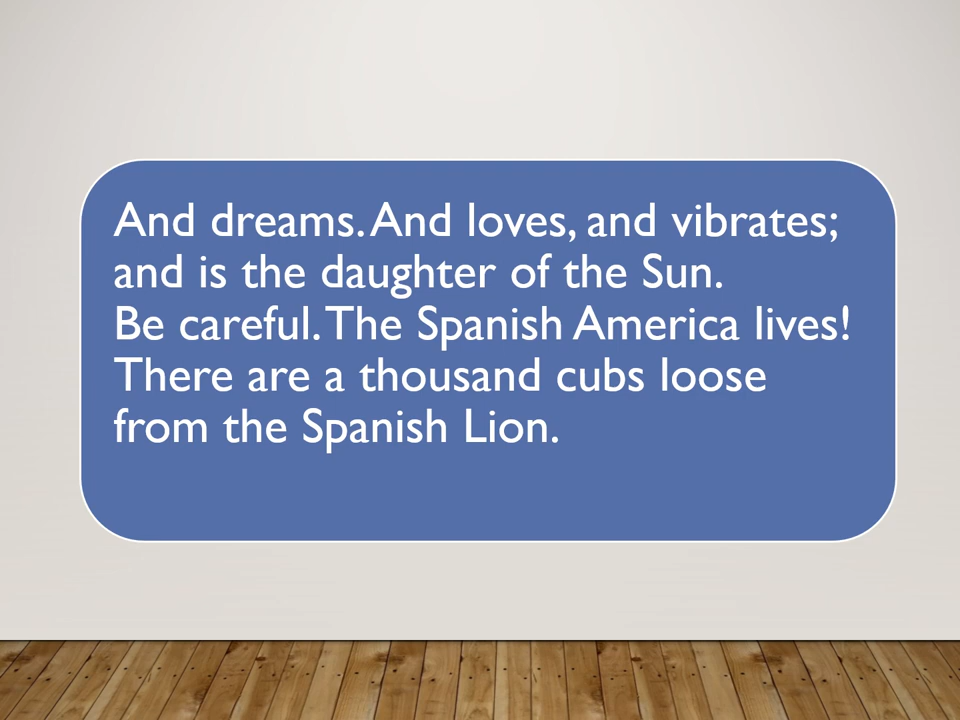 And dreams. And loves, and vibrates;
and is the daughter of the Sun.
Be careful. The Spanish America lives!
There are a thousand cubs loose
from the Spanish Lion.